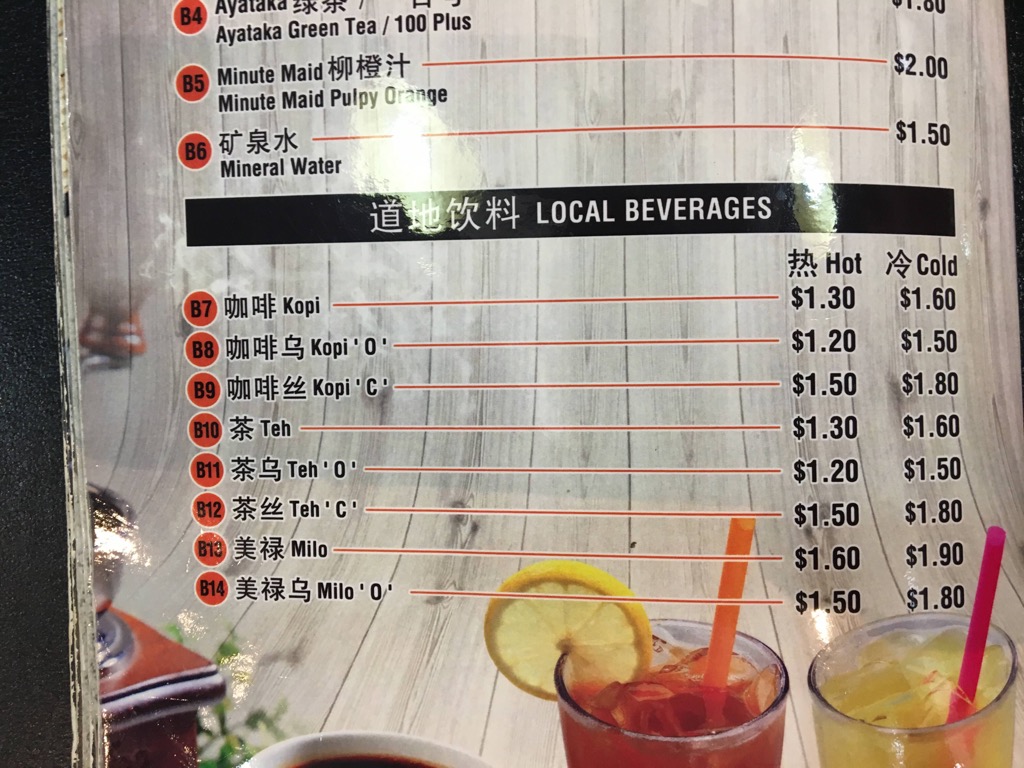 B4 Ayataka 绿茶 /
Ayataka Green Tea / 100 Plus $1.80
B5 Minute Maid 柳橙汁 $2.00
Minute Maid Pulpy Orange
B6 矿泉水 $1.50
Mineral Water
道地饮料 LOCAL BEVERAGES
热 Hot 冷 Cold
B7 咖啡 Kopi $1.30 $1.60
B8 咖啡乌 Kopi 'O' $1.20 $1.50
B9 咖啡丝 Kopi 'C' $1.50 $1.80
B10 茶 Teh $1.30 $1.60
B11 茶乌 Teh 'O' $1.20 $1.50
B12 茶丝 Teh 'C' $1.50 $1.80
B13 美禄 Milo $1.60 $1.90
B14 美禄乌 Milo 'O' $1.50 $1.80